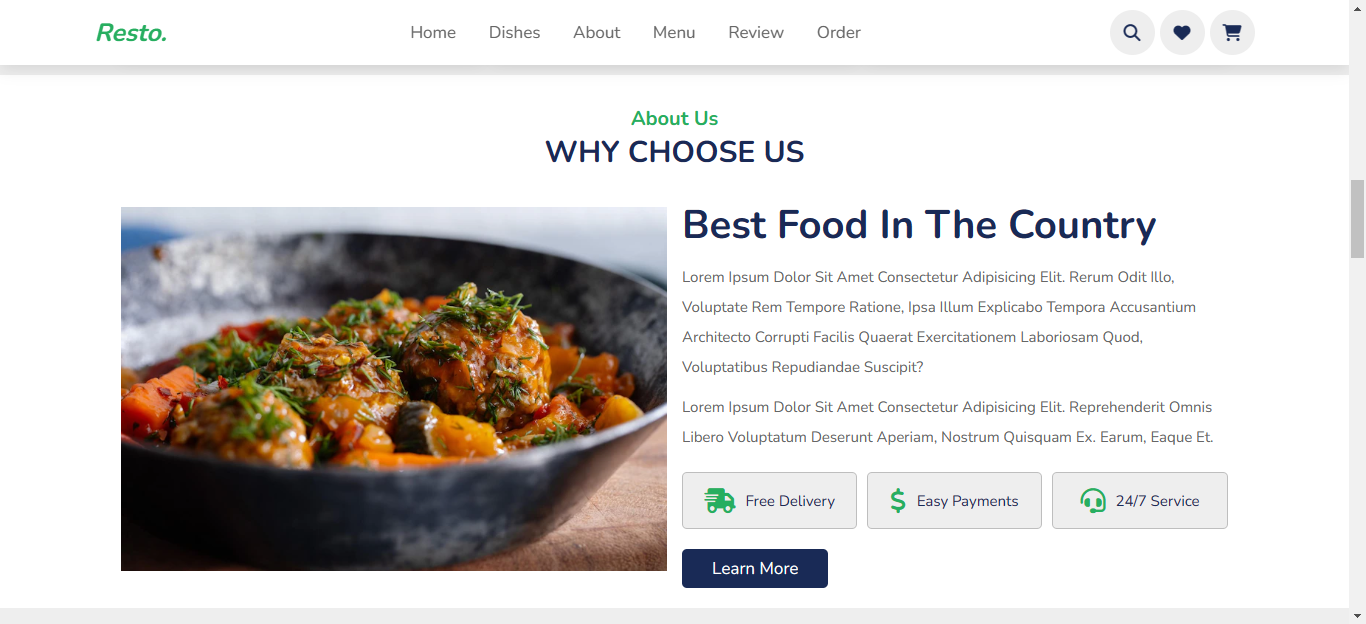 Resto.
Home Dishes About Menu Review Order
About Us
WHY CHOOSE US
Best Food In The Country
Lorem Ipsum Dolor Sit Amet Consectetur Adipisicing Elit. Rerum Odit Illo,
Voluptate Rem Tempore Ratione, Ipsa Illum Explicabo Tempora Accusantium
Architecto Corrupti Facilis Quaerat Exercitationem Laboriosam Quod,
Voluptatibus Repudiandae Suscipit?
Lorem Ipsum Dolor Sit Amet Consectetur Adipisicing Elit. Reprehenderit Omnis
Libero Voluptatum Deserunt Aperiam, Nostrum Quisquam Ex. Earum, Eaque Et.
Free Delivery Easy Payments 24/7 Service
Learn More